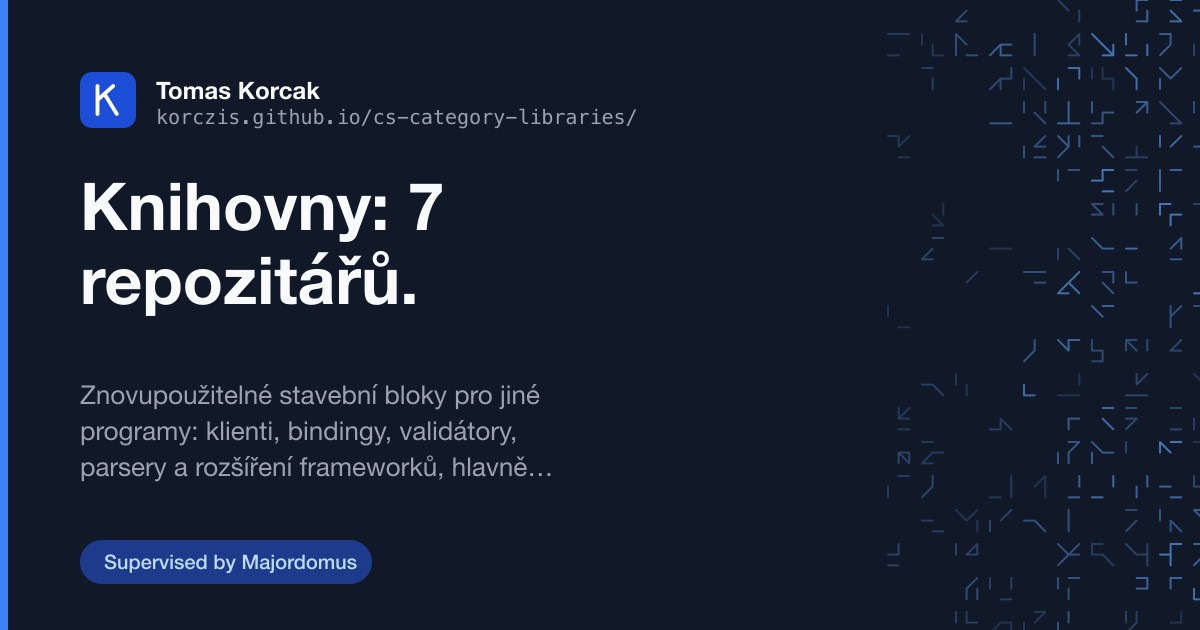 Tomas Korcak
korczis.github.io/cs-category-libraries/
Knihovny: 7
repozitářů.
Znovupoužitelné stavební bloky pro jiné
programy: klienti, bindingy, validátory,
parsery a rozšíření frameworků, hlavně…
Supervised by Majordomus